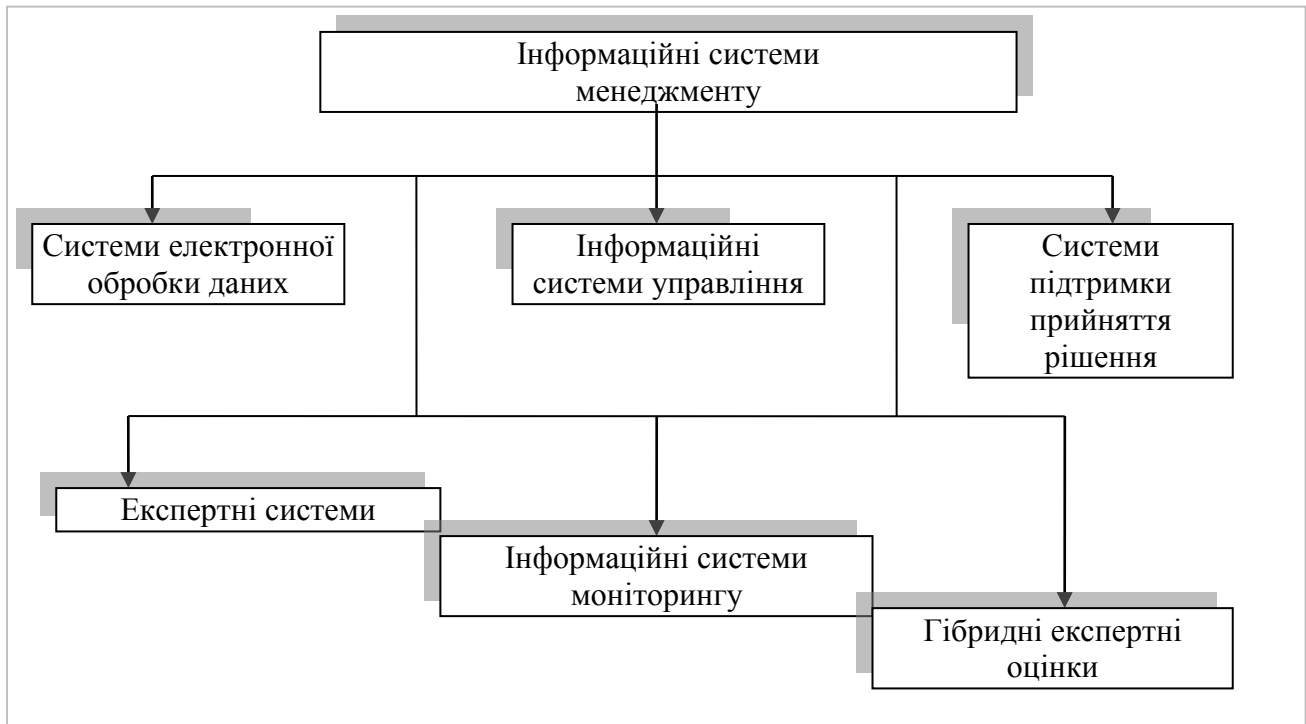 Інформаційні системи
менеджменту
Системи електронної
обробки даних
Інформаційні
системи управління
Системи
підтримки
прийняття
рішення
Експертні системи
Інформаційні системи
моніторингу
Гібридні експертні
оцінки